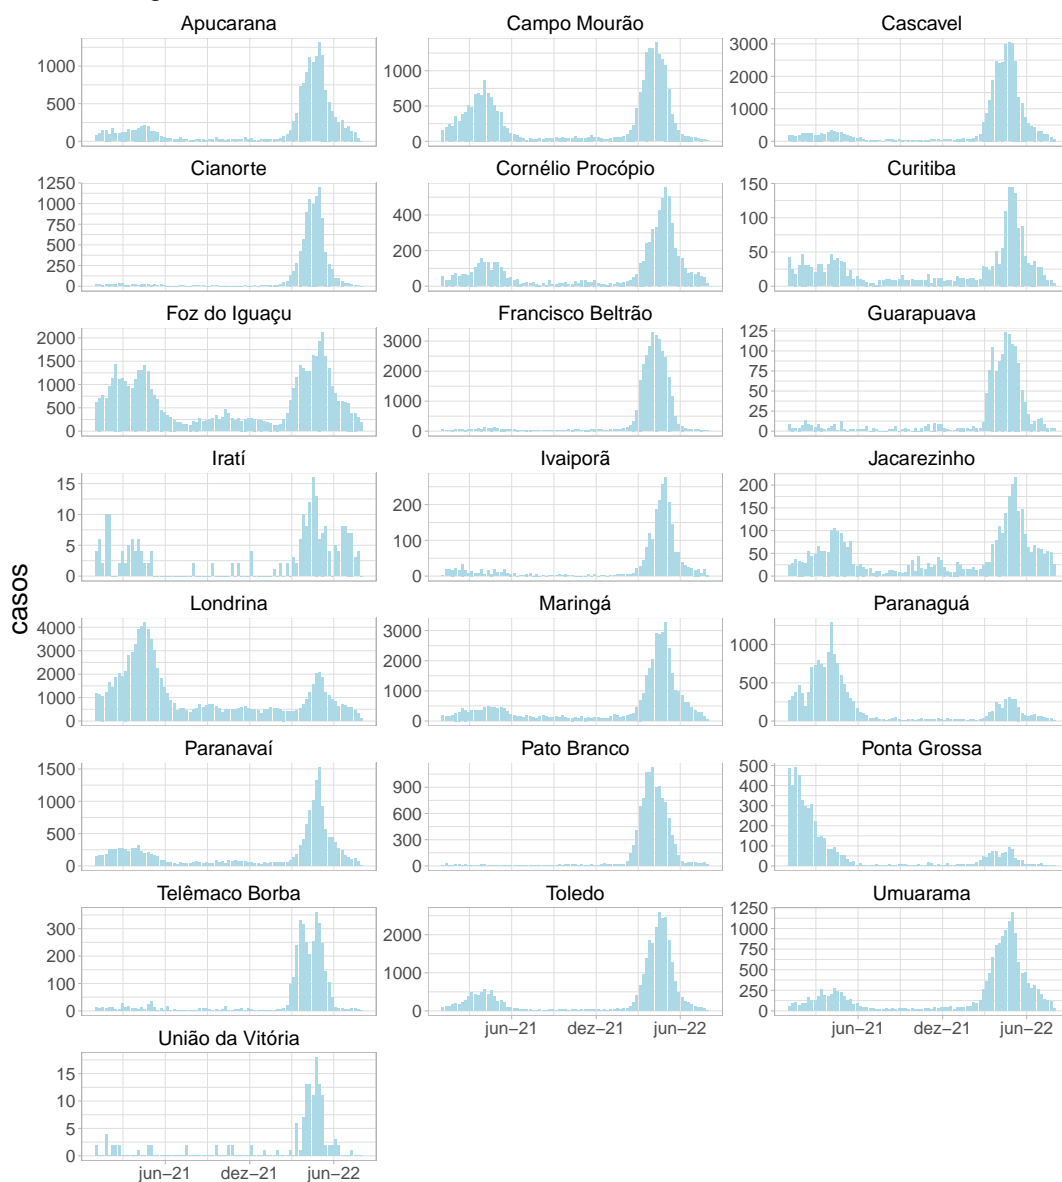 Apucarana Campo Mourão Cascavel
1000 1000 3000
500 500 2000
0 0 1000
0
Cianorte Cornélio Procópio Curitiba
1250 400 150
1000 200 100
750 0 50
500 0
250
0
Foz do Iguaçu Francisco Beltrão Guarapuava
2000 3000 125
1500 2000 100
1000 1000 75
500 0 50
0 25
0
Iratí Ivaiporã Jacarezinho
15 200 200
10 100 150
5 0 100
0 50
0
casos
Londrina Maringá Paranaguá
4000 3000 1000
3000 2000 500
2000 1000 0
1000 0
0
Paranavaí Pato Branco Ponta Grossa
1500 900 500
1000 600 400
500 300 300
0 0 200
100
0
Telêmaco Borba Toledo Umuarama
300 2000 1250
200 1000 1000
100 0 750
0 500
250
0
jun−21 dez−21 jun−22 jun−21 dez−21 jun−22
União da Vitória
15
10
5
0
jun−21 dez−21 jun−22